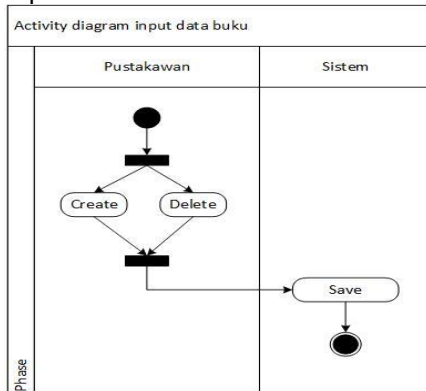 Activity diagram input data buku
Pustakawan
Sistem
Create
Delete
Save
Phase